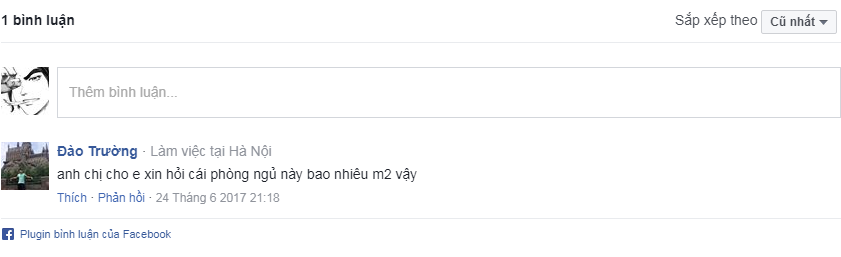 1 bình luận
Sắp xếp theo Cũ nhất
Thêm bình luận...
Đào Trường · Làm việc tại Hà Nội
anh chị cho e xin hỏi cái phòng ngủ này bao nhiêu m2 vậy
Thích · Phản hồi · 24 Tháng 6 2017 21:18
Plugin bình luận của Facebook